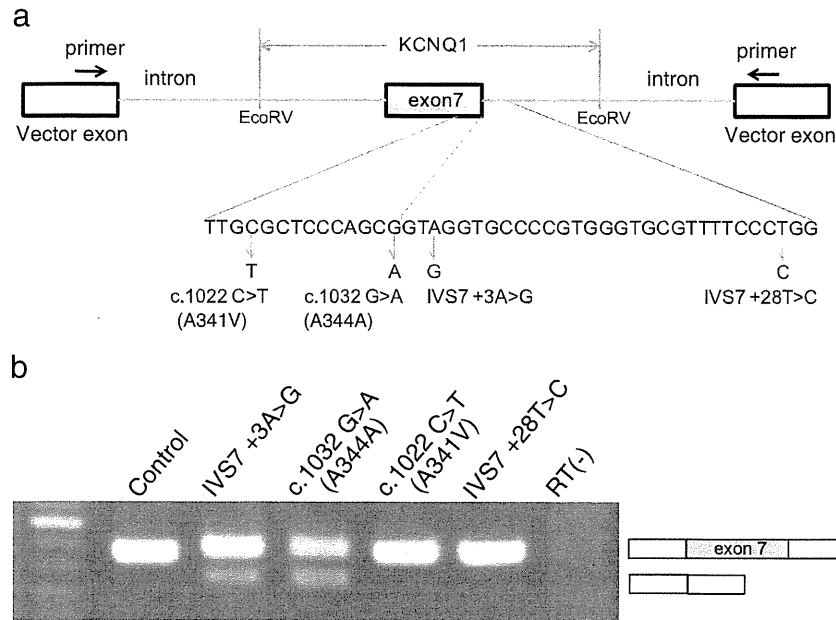 a
KCNQ1
primer
primer
intron
intron
exon7
EcoRV
EcoRV
Vector exon
Vector exon
TTGCGCTCCCAGCGGTAGGTGCCCCGTGGGTGCGTTTTCCCTGG
T
A
G
C
c.1022 C>T
(A341V)
c.1032 G>A
(A344A)
IVS7 +3A>G
IVS7 +28T>C
b
Control
IVS7 +3A>G
c.1032 G>A
(A344A)
c.1022 C>T
(A341V)
IVS7 +28T>C
RT(-)
exon 7